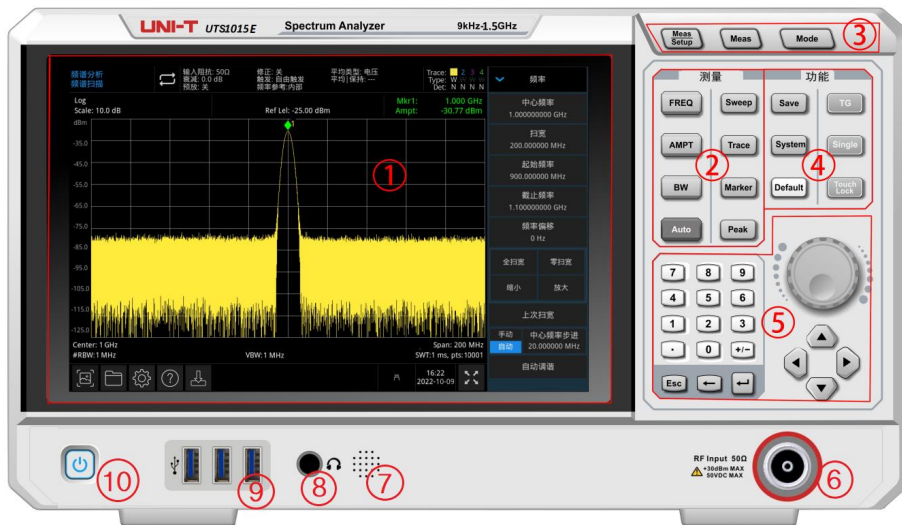 UNI-T UTS1015E Spectrum Analyzer 9kHz-1.5GHz
频谱分析
频谱扫描
输入阻抗: 50Ω
衰减: 0.0 dB
预放: 关
修正: 关
触发: 自由触发
频率参考:内部
平均类型: 电压
平均|保持: ---
Trace: 1 2 3 4
Type: W W W W
Det: N N N N
Log
Scale: 10.0 dB
Ref Lel: -25.00 dBm
Mkr1: 1.000 GHz
Ampt: -30.77 dBm
dBm
-35.0
-45.0
-55.0
-65.0
-75.0
-85.0
-95.0
-105.0
-115.0
-125.0
1
①
Center: 1 GHz
#RBW: 1 MHz
VBW: 1 MHz
Span: 200 MHz
SWT:1 ms, pts:10001
16:22
2022-10-09
频率
中心频率
1.000000000 GHz
扫宽
200.000000 MHz
起始频率
900.000000 MHz
截止频率
1.100000000 GHz
频率偏移
0 Hz
全扫宽 零扫宽
缩小 放大
上次扫宽
手动
自动
中心频率步进
20.000000 MHz
自动调谐
Meas Setup
Meas
Mode
③
测量
FREQ Sweep
AMPT Trace
②
BW Marker
Auto Peak
功能
Save TG
System Single
④
Default Touch Lock
7 8 9
4 5 6
1 2 3
⑤
. 0 +/-
Esc
⑩
⑨
⑧
⑦
RF Input 50Ω
+30dBm MAX
50VDC MAX
⑥